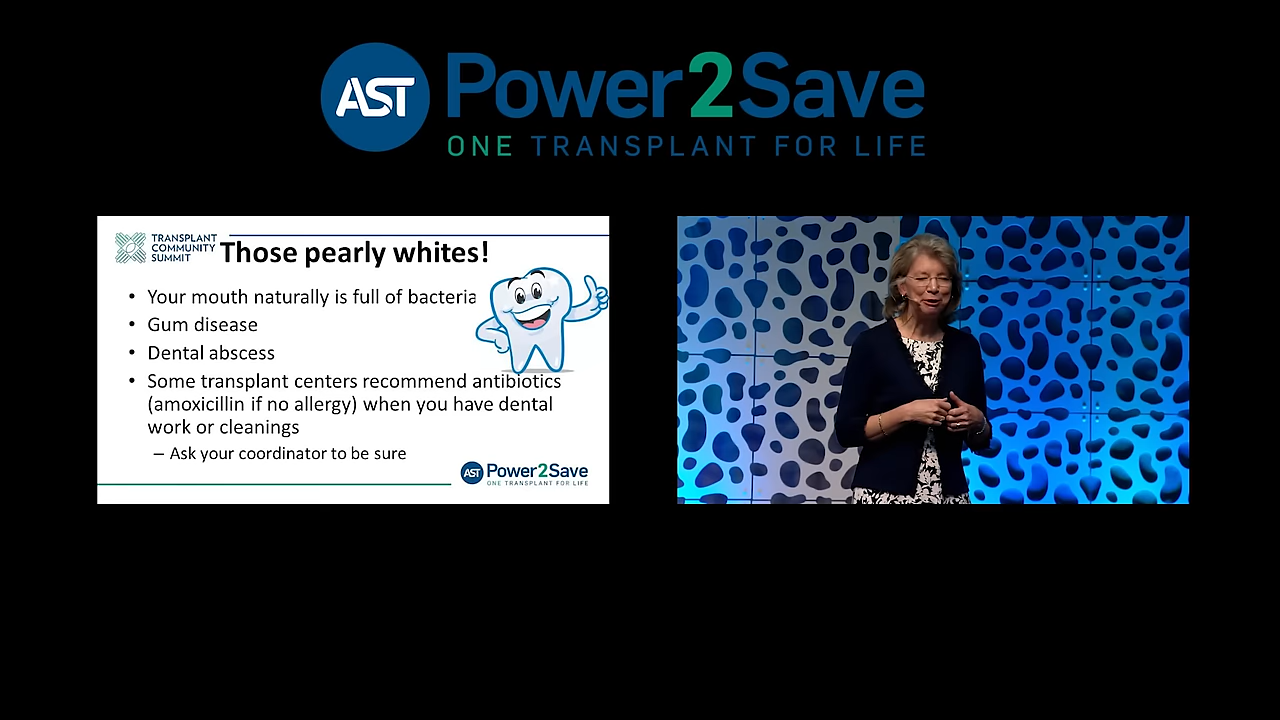 AST Power2Save
ONE TRANSPLANT FOR LIFE
TRANSPLANT
COMMUNITY
SUMMIT
Those pearly whites!
• Your mouth naturally is full of bacteria
• Gum disease
• Dental abscess
• Some transplant centers recommend antibiotics
(amoxicillin if no allergy) when you have dental
work or cleanings
– Ask your coordinator to be sure
AST Power2Save
ONE TRANSPLANT FOR LIFE